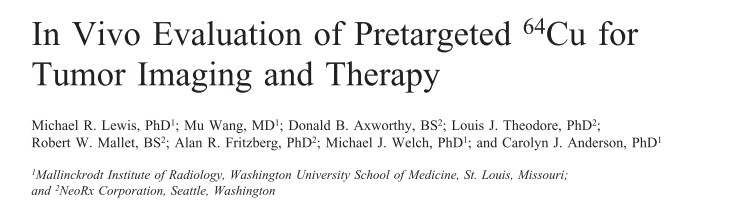 In Vivo Evaluation of Pretargeted ⁶⁴Cu for
Tumor Imaging and Therapy
Michael R. Lewis, PhD¹; Mu Wang, MD¹; Donald B. Axworthy, BS²; Louis J. Theodore, PhD²;
Robert W. Mallet, BS²; Alan R. Fritzberg, PhD²; Michael J. Welch, PhD¹; and Carolyn J. Anderson, PhD¹
¹Mallinckrodt Institute of Radiology, Washington University School of Medicine, St. Louis, Missouri;
and ²NeoRx Corporation, Seattle, Washington